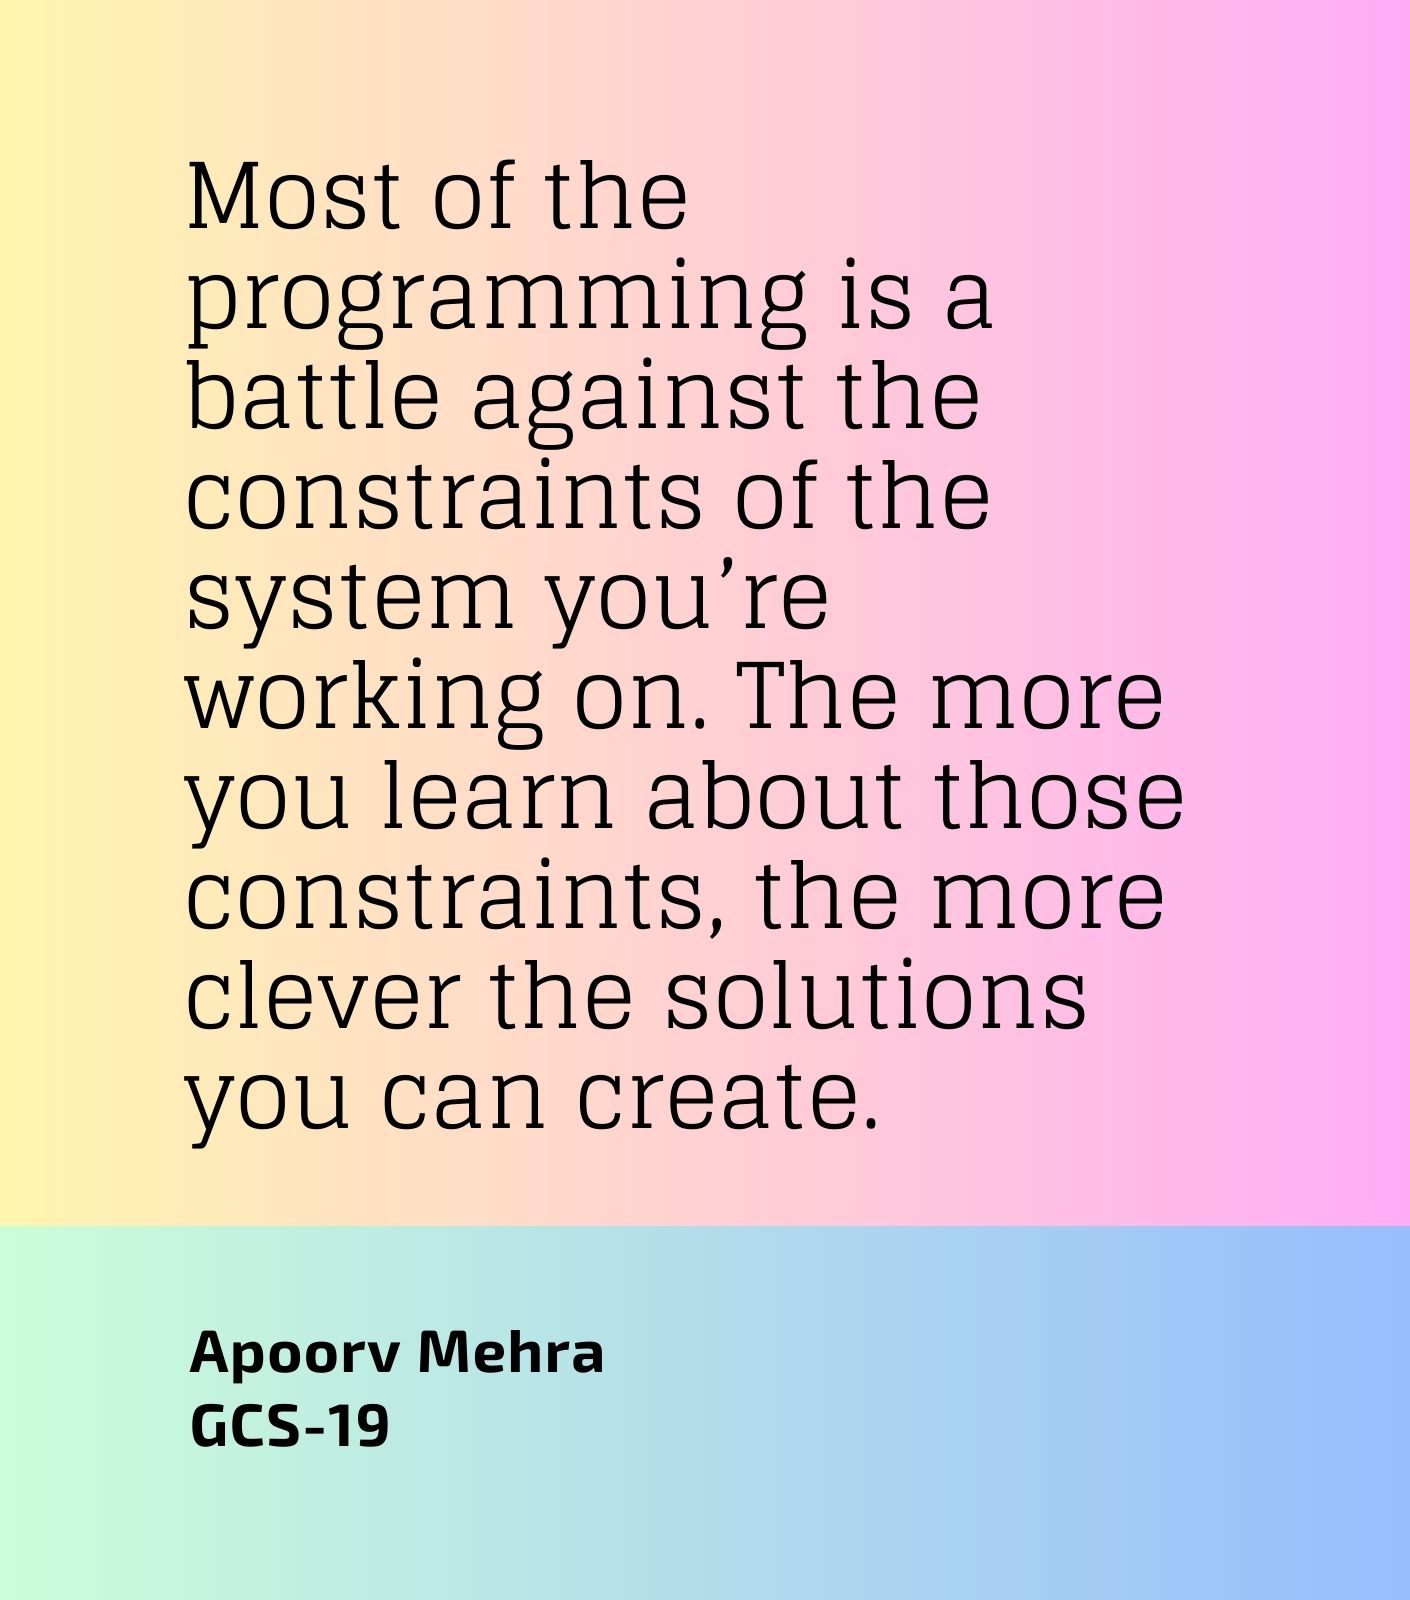 Most of the
programming is a
battle against the
constraints of the
system you’re
working on. The more
you learn about those
constraints, the more
clever the solutions
you can create.
Apoorv Mehra
GCS-19